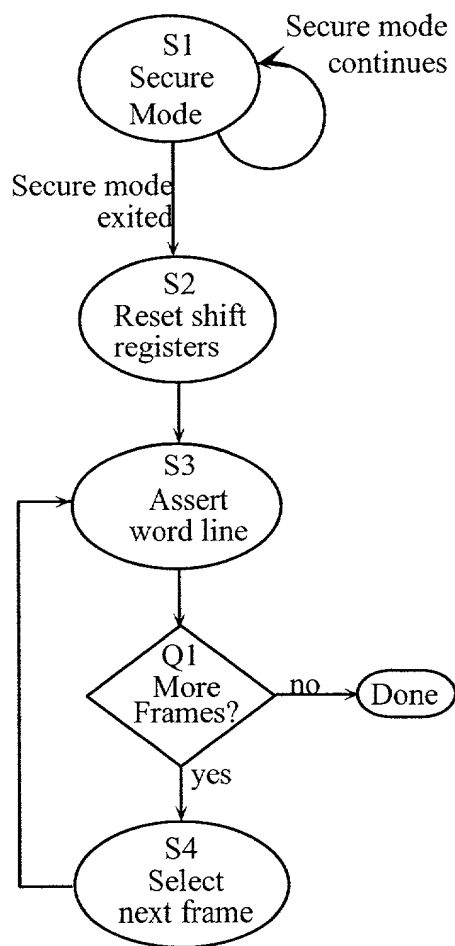 S1
Secure
Mode
Secure mode
continues
Secure mode
exited
S2
Reset shift
registers
S3
Assert
word line
Q1
More
Frames?
no
Done
yes
S4
Select
next frame